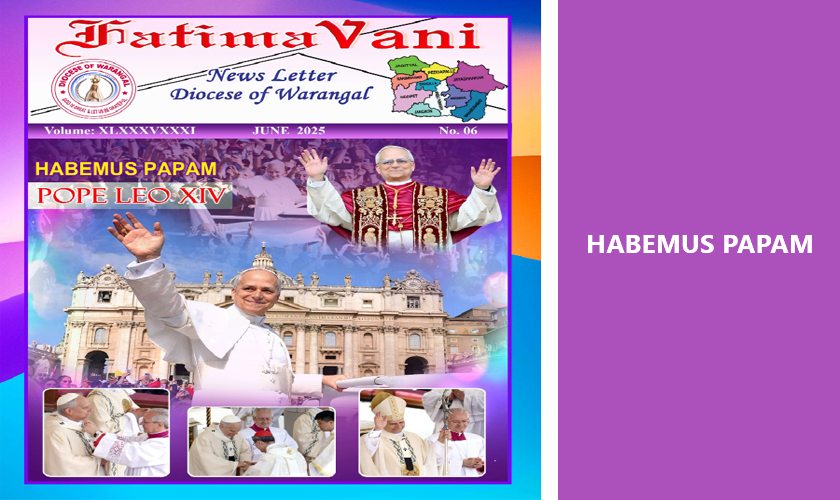 FatimaVani
News Letter
Diocese of Warangal
DIOCESE OF WARANGAL
Volume: XLXXXVXXXI JUNE 2025 No. 06
HABEMUS PAPAM
POPE LEO XIV
HABEMUS PAPAM